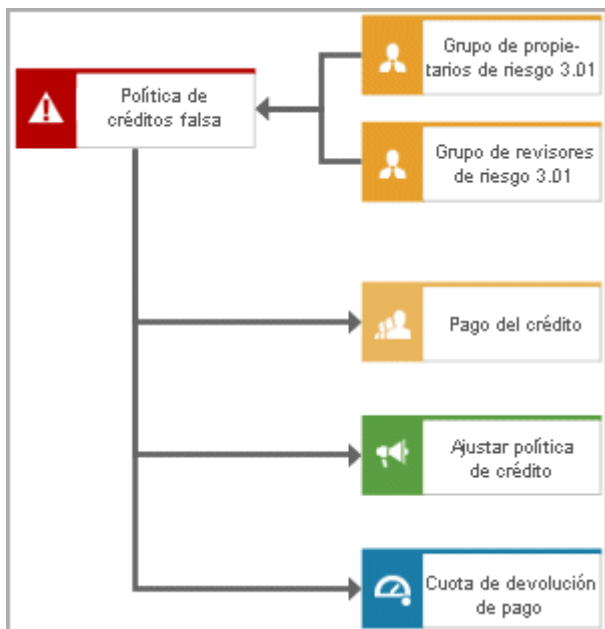 Grupo de propie-
tarios de riesgo 3.01
Política de
créditos falsa
Grupo de revisores
de riesgo 3.01
Pago del crédito
Ajustar política
de crédito
Cuota de devolución
de pago